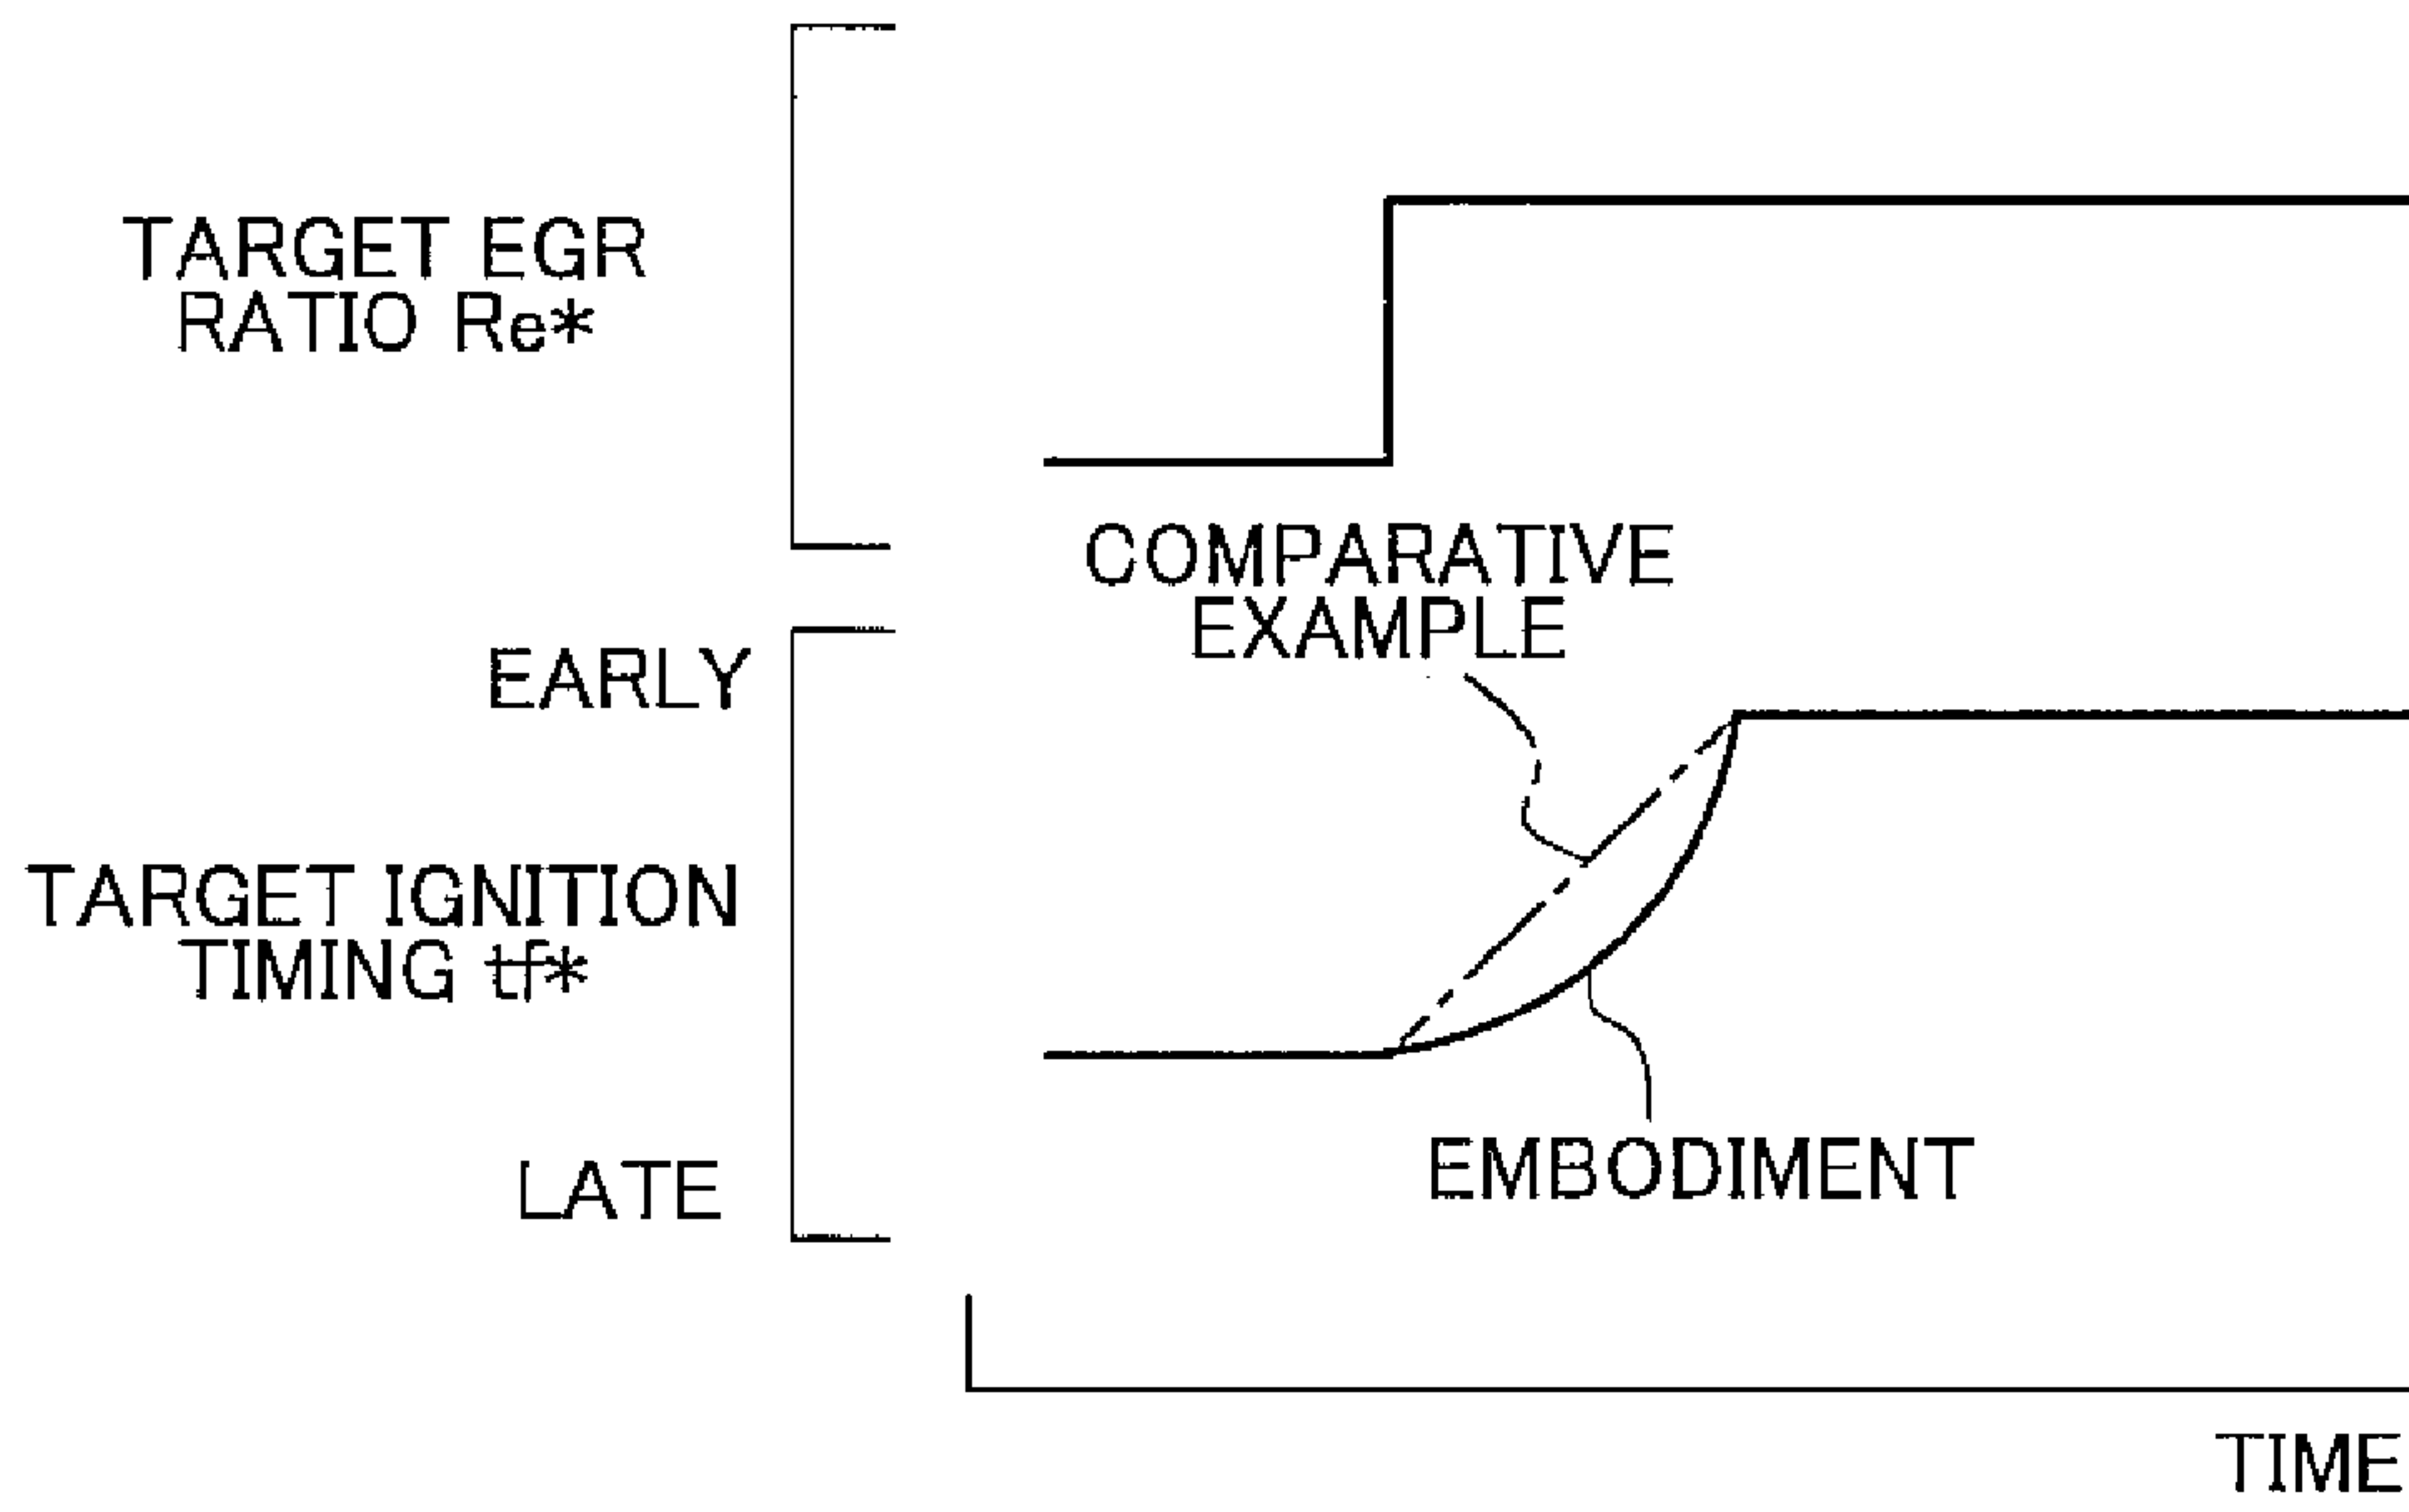 TARGET EGR
RATIO Re*
COMPARATIVE
EXAMPLE
EARLY
TARGET IGNITION
TIMING tf*
LATE
EMBODIMENT
TIME